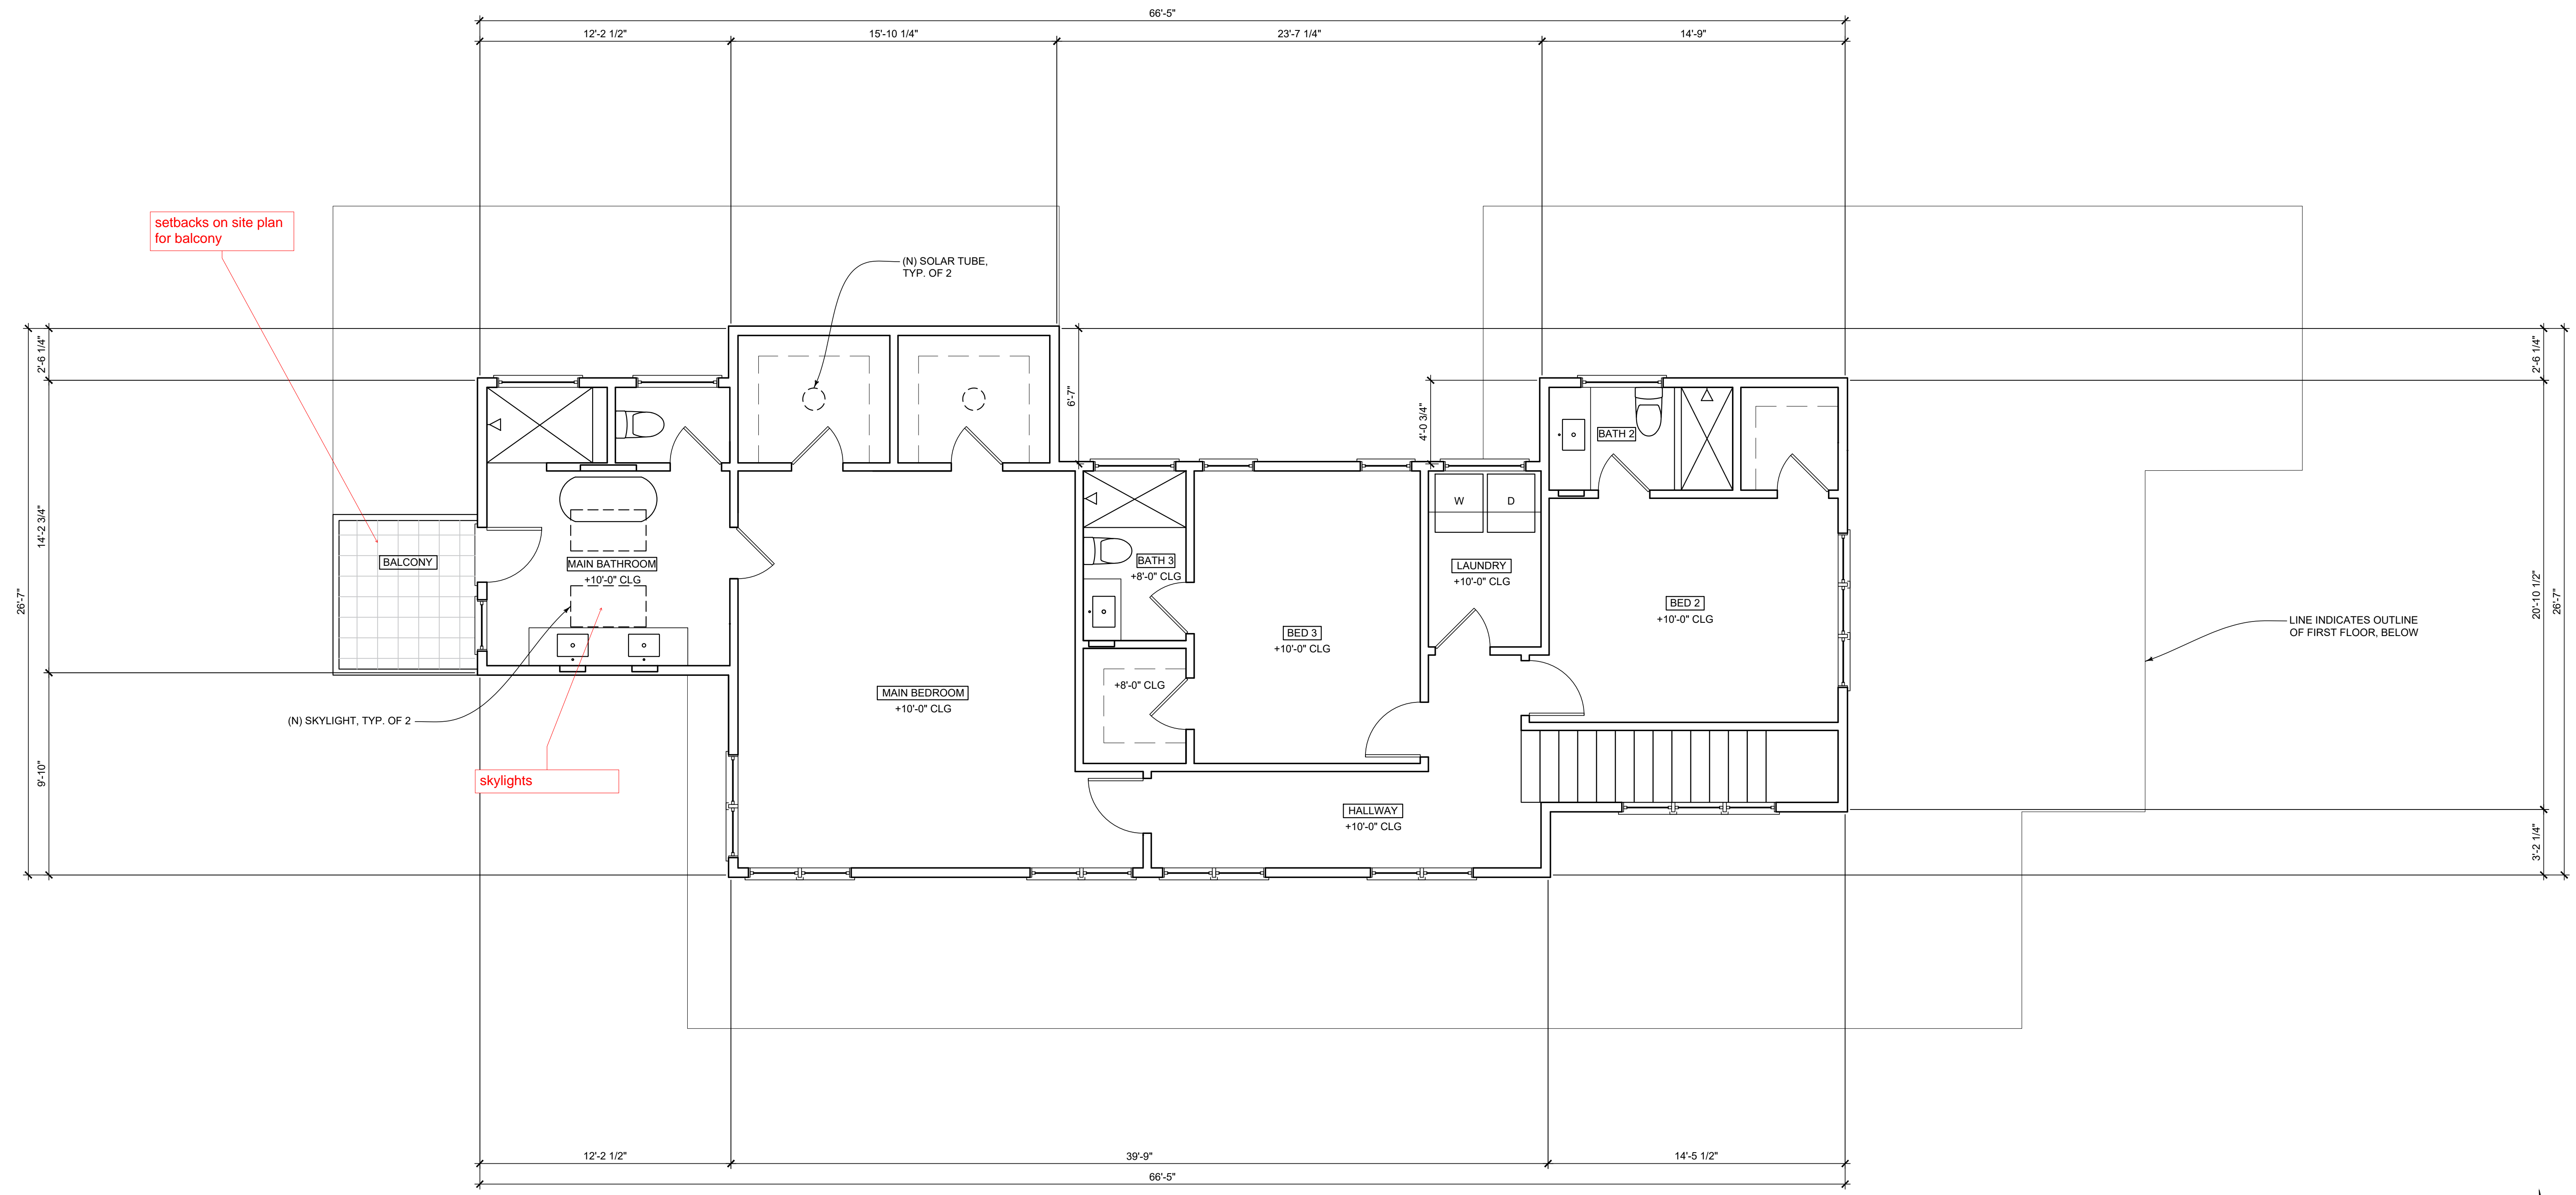 66'-5"
12'-2 1/2"
15'-10 1/4"
23'-7 1/4"
14'-9"
setbacks on site plan
for balcony
(N) SOLAR TUBE,
TYP. OF 2
2'-6 1/4"
6'-7"
4'-0 3/4"
2'-6 1/4"
BATH 2
W
D
14'-2 3/4"
BALCONY
MAIN BATHROOM
+10'-0" CLG
BATH 3
+8'-0" CLG
LAUNDRY
+10'-0" CLG
26'-7"
BED 2
+10'-0" CLG
20'-10 1/2"
26'-7"
LINE INDICATES OUTLINE
OF FIRST FLOOR, BELOW
BED 3
+10'-0" CLG
+8'-0" CLG
MAIN BEDROOM
+10'-0" CLG
(N) SKYLIGHT, TYP. OF 2
9'-10"
skylights
HALLWAY
+10'-0" CLG
3'-2 1/4"
12'-2 1/2"
39'-9"
14'-5 1/2"
66'-5"